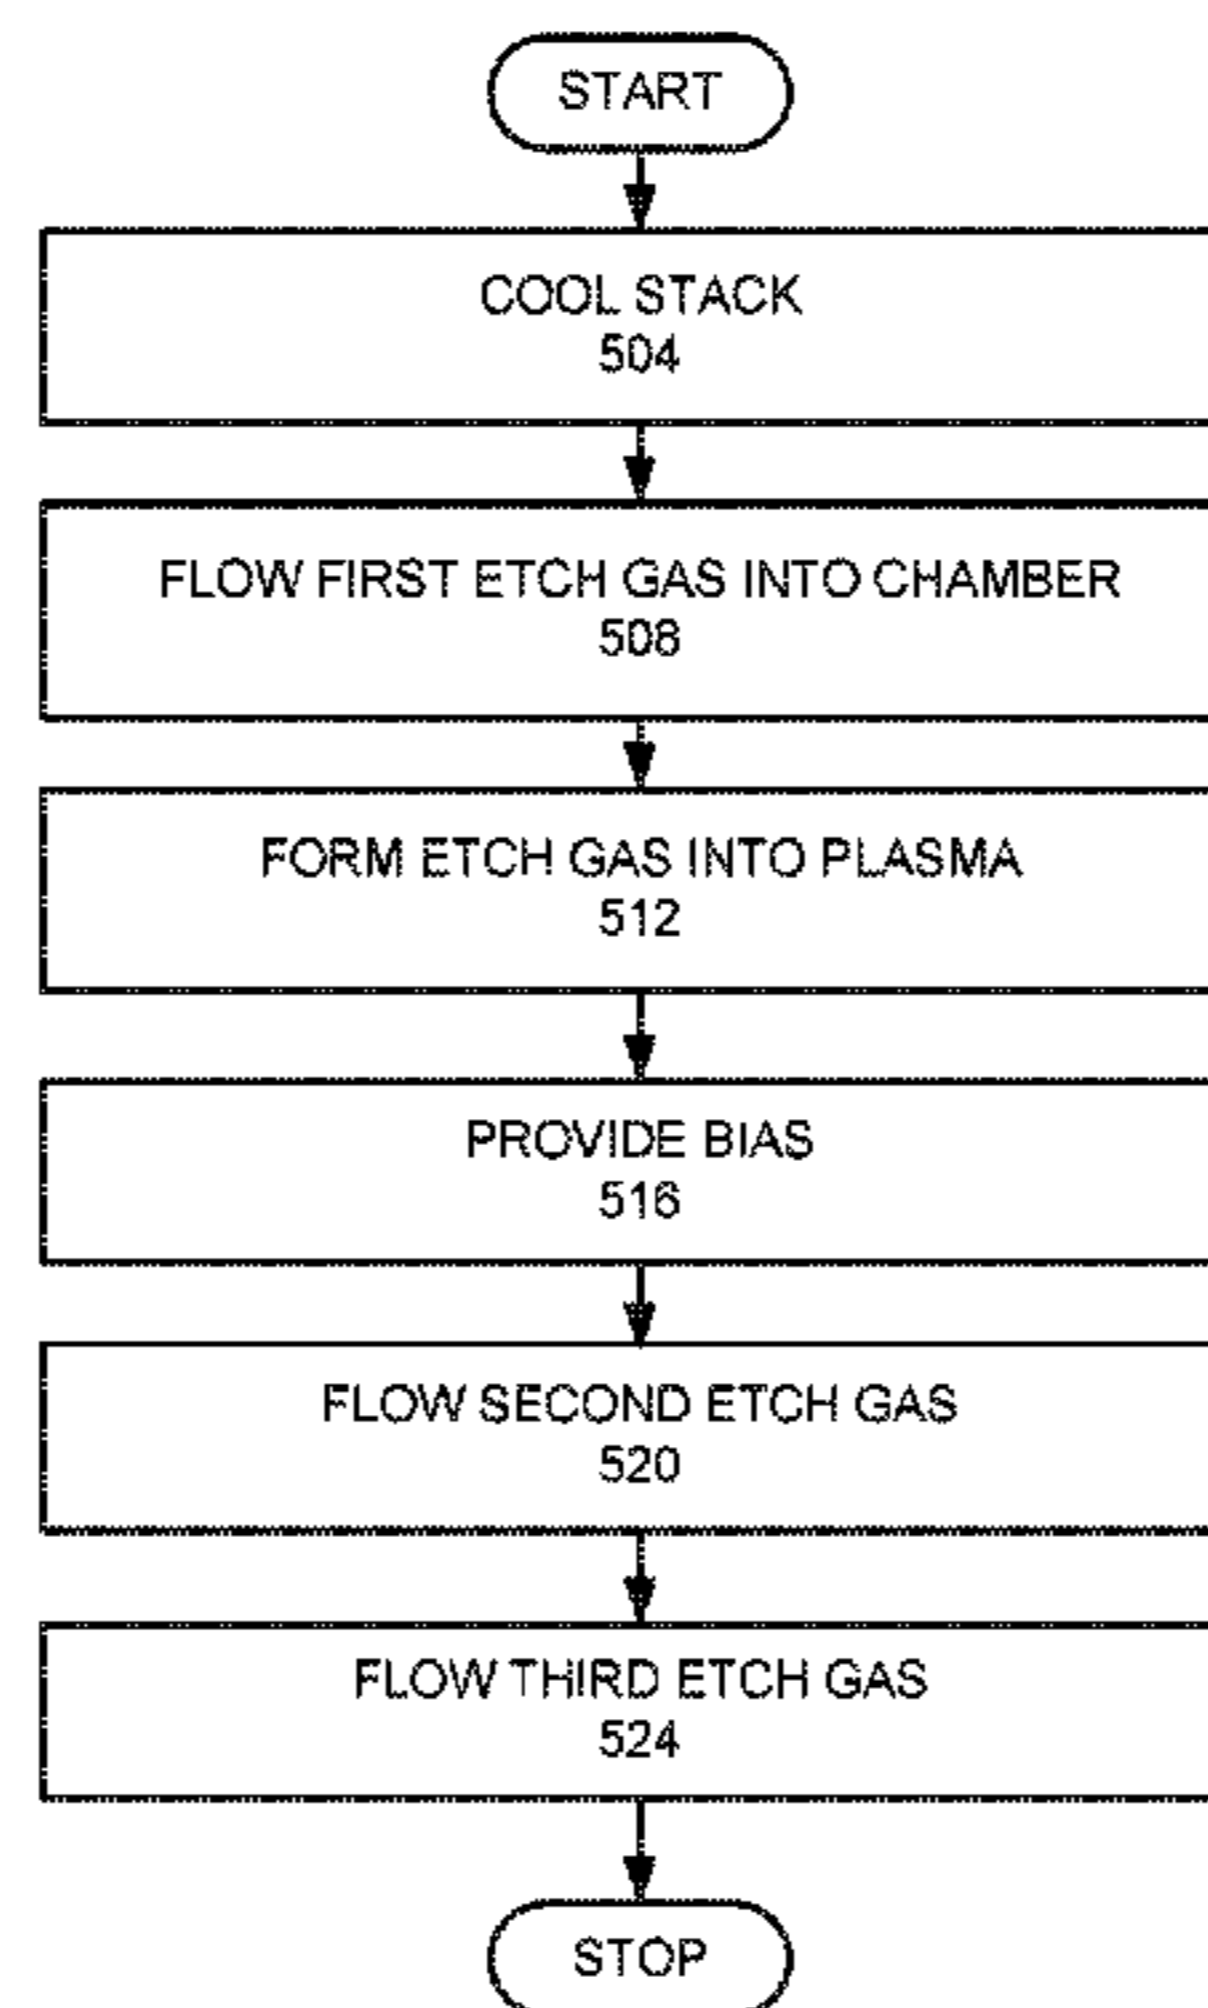 START
COOL STACK
504
FLOW FIRST ETCH GAS INTO CHAMBER
508
FORM ETCH GAS INTO PLASMA
512
PROVIDE BIAS
516
FLOW SECOND ETCH GAS
520
FLOW THIRD ETCH GAS
524
STOP